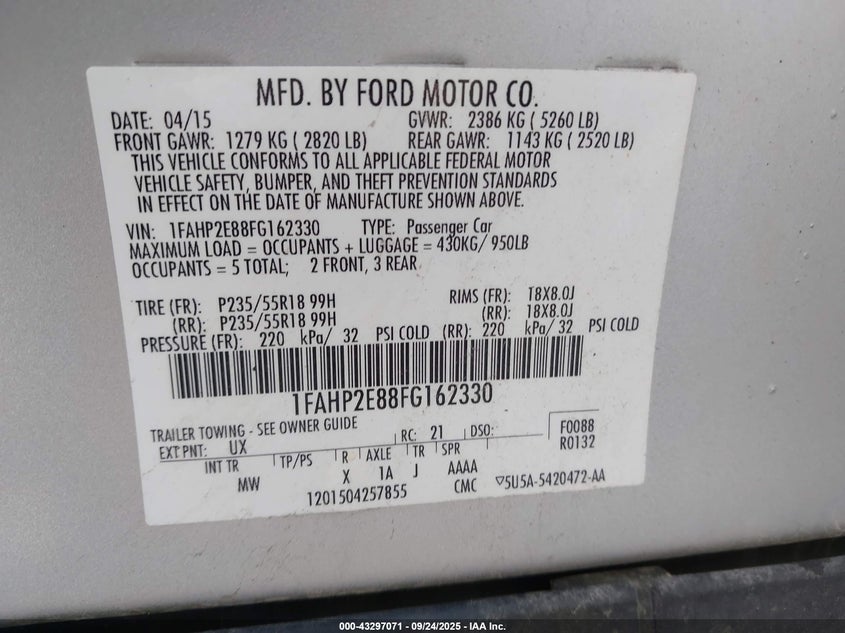 MFD. BY FORD MOTOR CO.
DATE: 04/15 GVWR: 2386 KG ( 5260 LB)
FRONT GAWR: 1279 KG ( 2820 LB) REAR GAWR: 1143 KG ( 2520 LB)
THIS VEHICLE CONFORMS TO ALL APPLICABLE FEDERAL MOTOR
VEHICLE SAFETY, BUMPER, AND THEFT PREVENTION STANDARDS
IN EFFECT ON THE DATE OF MANUFACTURE SHOWN ABOVE.
VIN: 1FAHP2E88FG162330 TYPE: Passenger Car
MAXIMUM LOAD = OCCUPANTS + LUGGAGE = 430KG/ 950LB
OCCUPANTS = 5 TOTAL; 2 FRONT, 3 REAR
TIRE (FR): P235/55R18 99H RIMS (FR): 18X8.0J
(RR): P235/55R18 99H (RR): 18X8.0J
PRESSURE (FR): 220 kPa/ 32 PSI COLD (RR): 220 kPa/ 32 PSI COLD
1FAHP2E88FG162330
TRAILER TOWING - SEE OWNER GUIDE F0088
EXT PNT: UX RC: 21 DSO: R0132
INT TR TP/PS R AXLE TR SPR
MW X 1A J AAAA
1201504257855 CMC ▽5U5A-5420472-AA
000-43297071 - 09/24/2025 - IAA Inc.